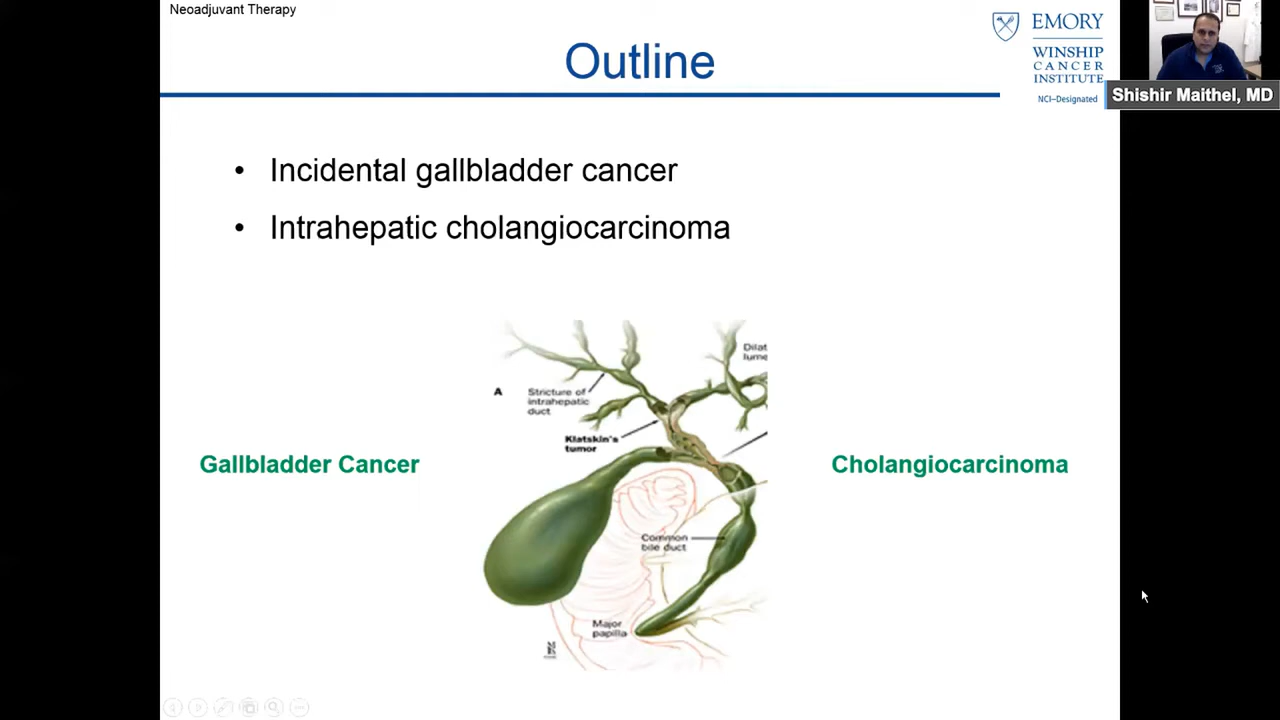 Neoadjuvant Therapy
Outline
EMORY
WINSHIP
CANCER
INSTITUTE
NCI–Designated
Shishir Maithel, MD
• Incidental gallbladder cancer
• Intrahepatic cholangiocarcinoma
A
Stricture of
intrahepatic
duct
Dilat
lume
Klatskin's
tumor
Gallbladder Cancer
Cholangiocarcinoma
Common
bile duct
Major
papilla